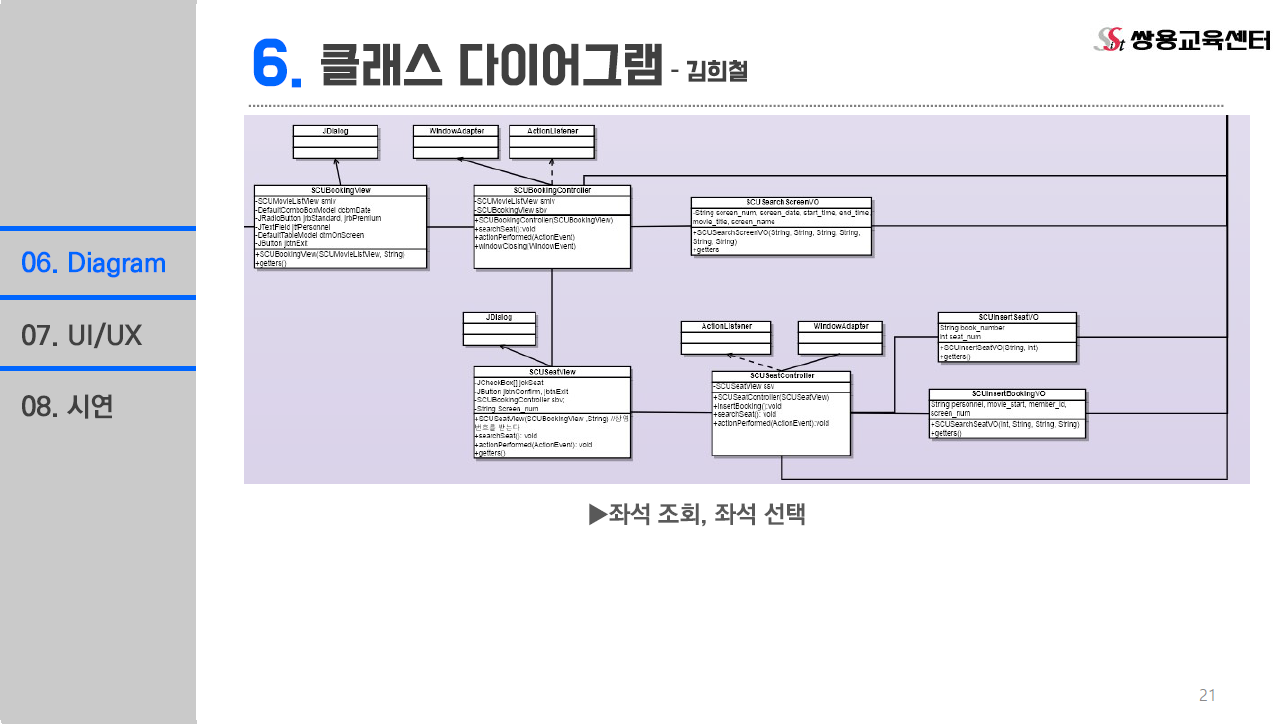 6. 클래스 다이어그램 - 김희철
Sist 쌍용교육센터
06. Diagram
07. UI/UX
08. 시연
JDialog
WindowAdapter
ActionListener
SCUBookingView
-SCUMovieListView smlv
-DefaultComboBoxModel dcbmDate
-JRadioButton jrbStandard, jrbPremium
-JTextField jtfPersonnel
-DefaultTableModel dtmOnScreen
-JButton jbtnExit
+SCUBookingView(SCUMovieListView, String)
+getters()
SCUBookingController
-SCUMovieListView smlv
-SCUBookingView sbv
+SCUBookingController(SCUBookingView)
+searchSeat():void
+actionPerformed(ActionEvent)
+windowClosing(WindowEvent)
SCUSearchScreenVO
-String screen_num, screen_date, start_time, end_time,
movie_title, screen_name
+SCUSearchScreenVO(String, String, String, String,
String, String)
+getters
JDialog
SCUSeatView
-JCheckBox[] jckSeat
-JButton jbtnConfirm, jbtnExit
-SCUBookingController sbv;
-String Screen_num
+SCUSeatView(SCUBookingView ,String) //상영
번호를 받는다
+searchSeat(): void
+actionPerformed(ActionEvent): void
+getters()
ActionListener
WindowAdapter
SCUSeatController
-SCUSeatView ssv
+SCUSeatController(SCUSeatView)
+insertBooking():void
+searchSeat(): void
+actionPerformed(ActionEvent):void
SCUInsertSeatVO
String book_number
int seat_num
+SCUInsertSeatVO(String, int)
+getters()
SCUInsertBookingVO
String personnel, movie_start, member_id,
screen_num
+SCUSearchSeatVO(int, String, String, String)
+getters()
▶좌석 조회, 좌석 선택
21